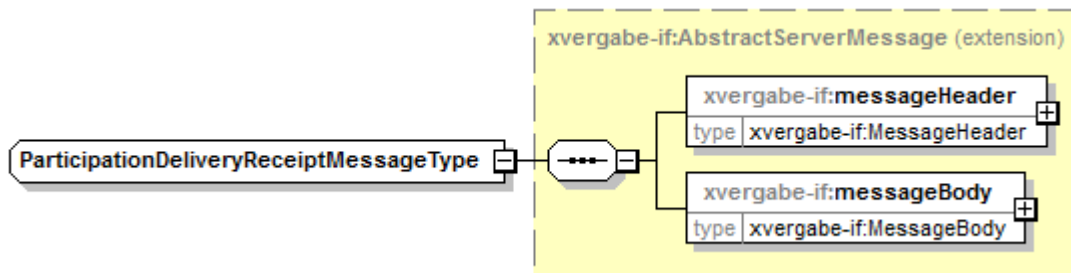 xvergabe-if:AbstractServerMessage (extension)
xvergabe-if:messageHeader
type xvergabe-if:MessageHeader
ParticipationDeliveryReceiptMessageType
xvergabe-if:messageBody
type xvergabe-if:MessageBody